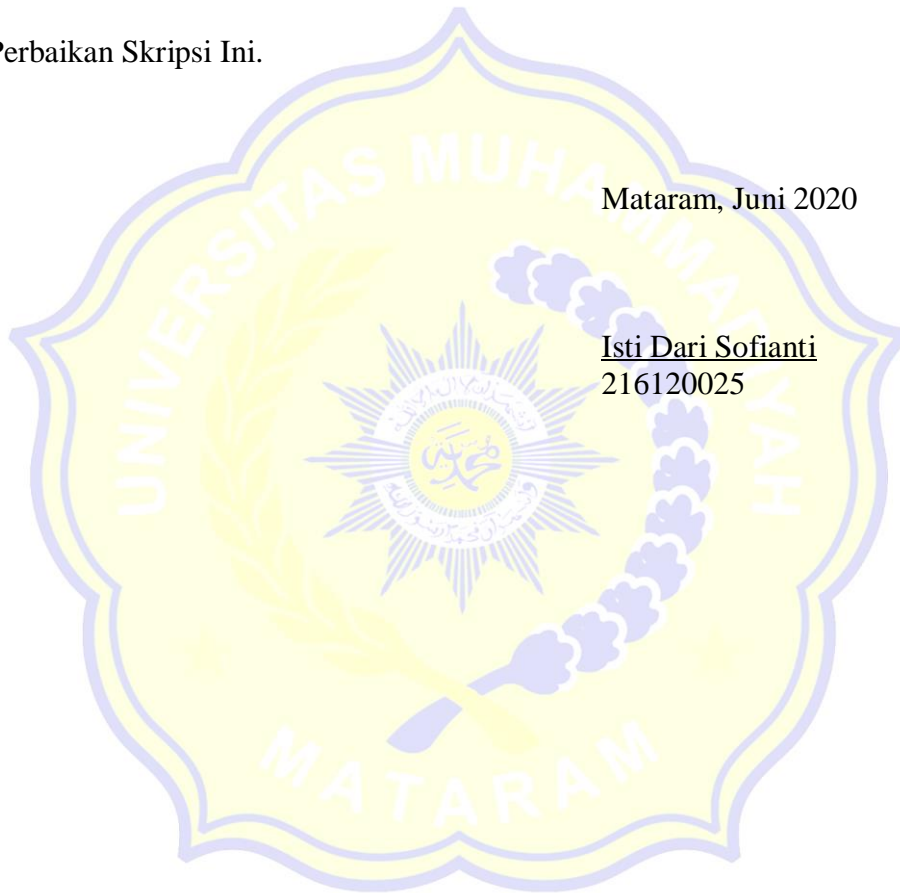 Perbaikan Skripsi Ini.
Mataram, Juni 2020
Isti Dari Sofianti
216120025
UNIVERSITAS MUHAMMADIYAH
MATARAM